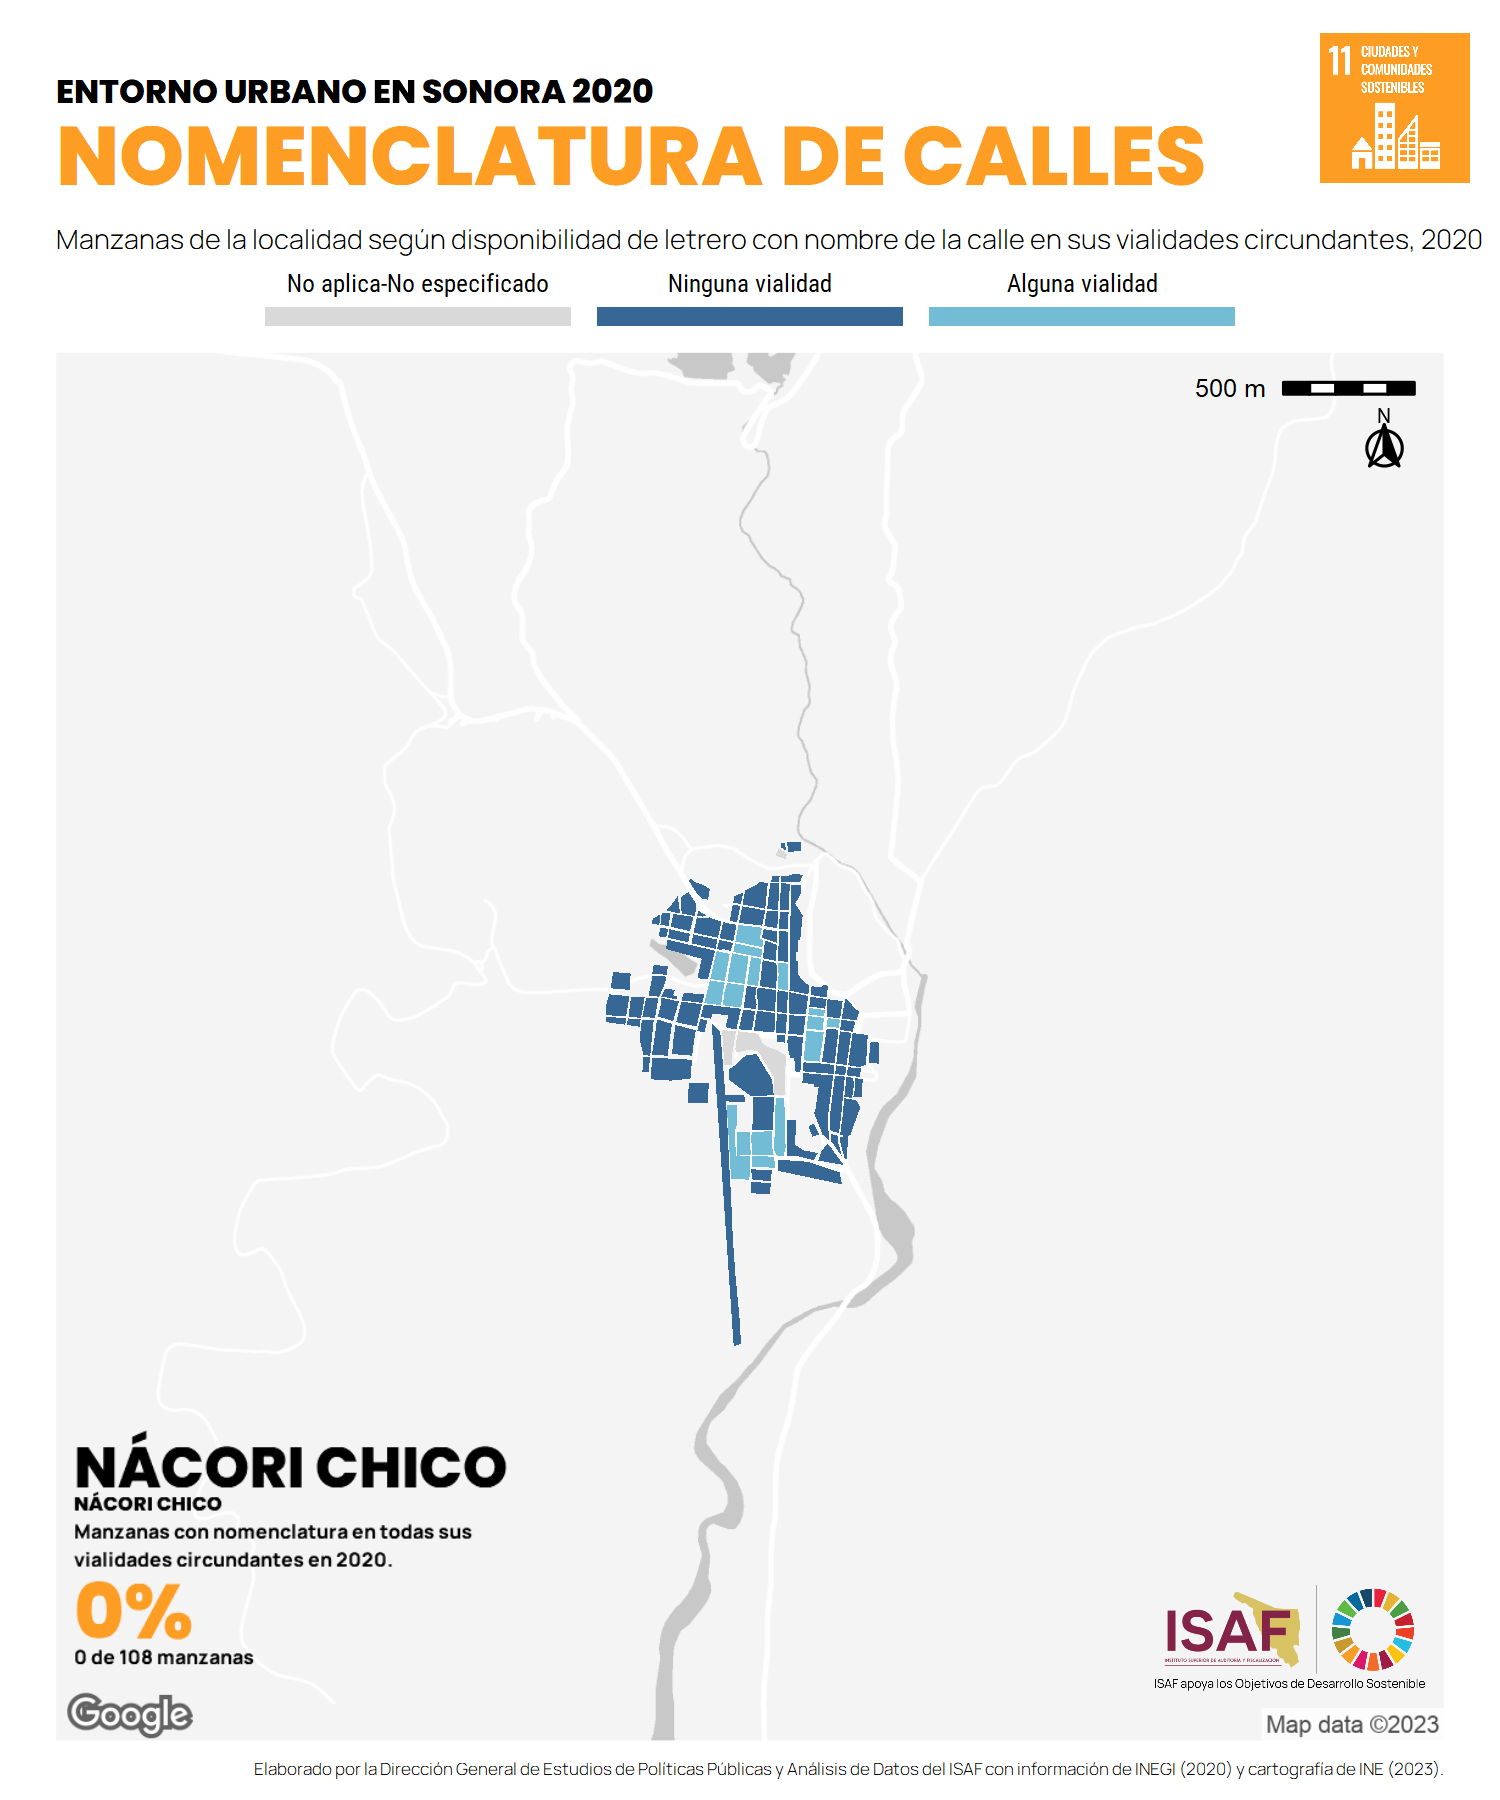 11 CIUDADES Y
COMUNIDADES
SOSTENIBLES
ENTORNO URBANO EN SONORA 2020
NOMENCLATURA DE CALLES
Manzanas de la localidad según disponibilidad de letrero con nombre de la calle en sus vialidades circundantes, 2020
No aplica-No especificado Ninguna vialidad Alguna vialidad
500 m
N
NÁCORI CHICO
NÁCORI CHICO
Manzanas con nomenclatura en todas sus
vialidades circundantes en 2020.
0%
0 de 108 manzanas
Google
ISAF
INSTITUTO SUPERIOR DE AUDITORÍA Y FISCALIZACIÓN
ISAF apoya los Objetivos de Desarrollo Sostenible
Map data ©2023
Elaborado por la Dirección General de Estudios de Políticas Públicas y Análisis de Datos del ISAF con información de INEGI (2020) y cartografía de INE (2023).